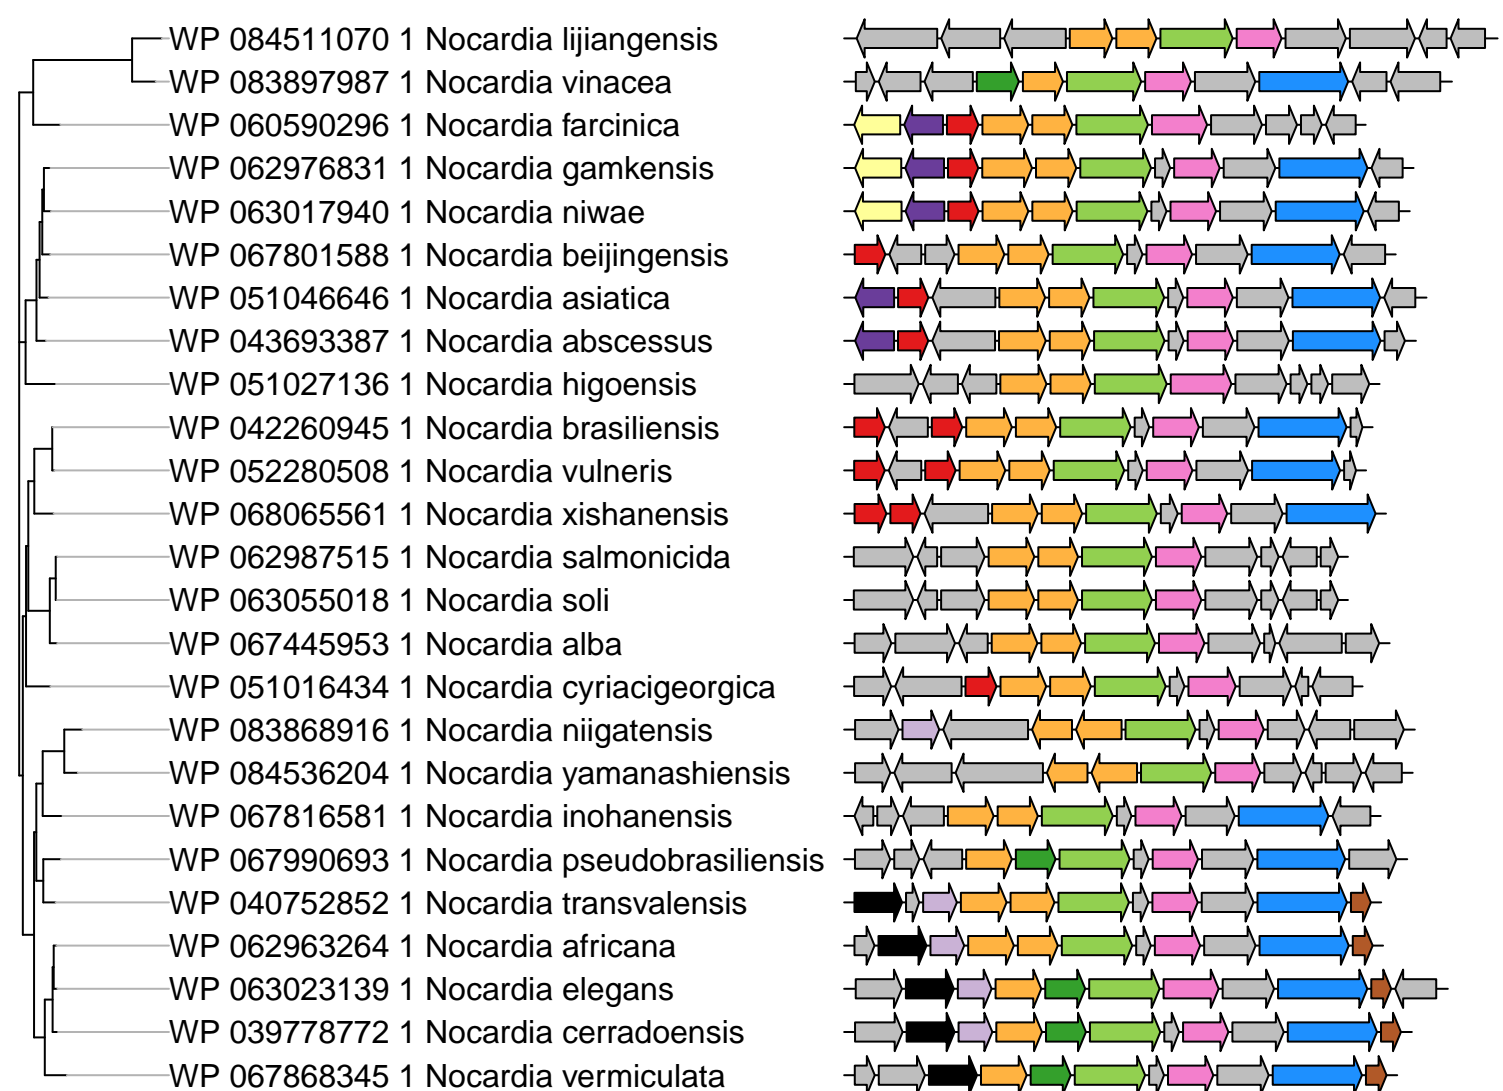 WP 084511070 1 Nocardia lijiangensis
WP 083897987 1 Nocardia vinacea
WP 060590296 1 Nocardia farcinica
WP 062976831 1 Nocardia gamkensis
WP 063017940 1 Nocardia niwae
WP 067801588 1 Nocardia beijingensis
WP 051046646 1 Nocardia asiatica
WP 043693387 1 Nocardia abscessus
WP 051027136 1 Nocardia higoensis
WP 042260945 1 Nocardia brasiliensis
WP 052280508 1 Nocardia vulneris
WP 068065561 1 Nocardia xishanensis
WP 062987515 1 Nocardia salmonicida
WP 063055018 1 Nocardia soli
WP 067445953 1 Nocardia alba
WP 051016434 1 Nocardia cyriacigeorgica
WP 083868916 1 Nocardia niigatensis
WP 084536204 1 Nocardia yamanashiensis
WP 067816581 1 Nocardia inohanensis
WP 067990693 1 Nocardia pseudobrasiliensis
WP 040752852 1 Nocardia transvalensis
WP 062963264 1 Nocardia africana
WP 063023139 1 Nocardia elegans
WP 039778772 1 Nocardia cerradoensis
WP 067868345 1 Nocardia vermiculata